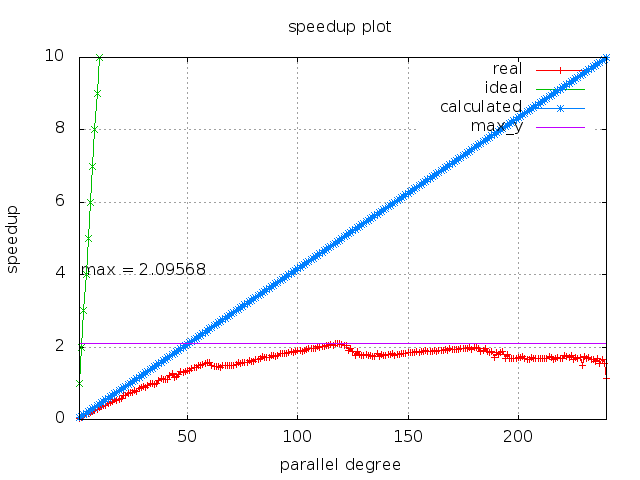 speedup plot
10
8
6
4
2
0
50
100
150
200
speedup
parallel degree
real
ideal
calculated
max_y
max = 2.09568